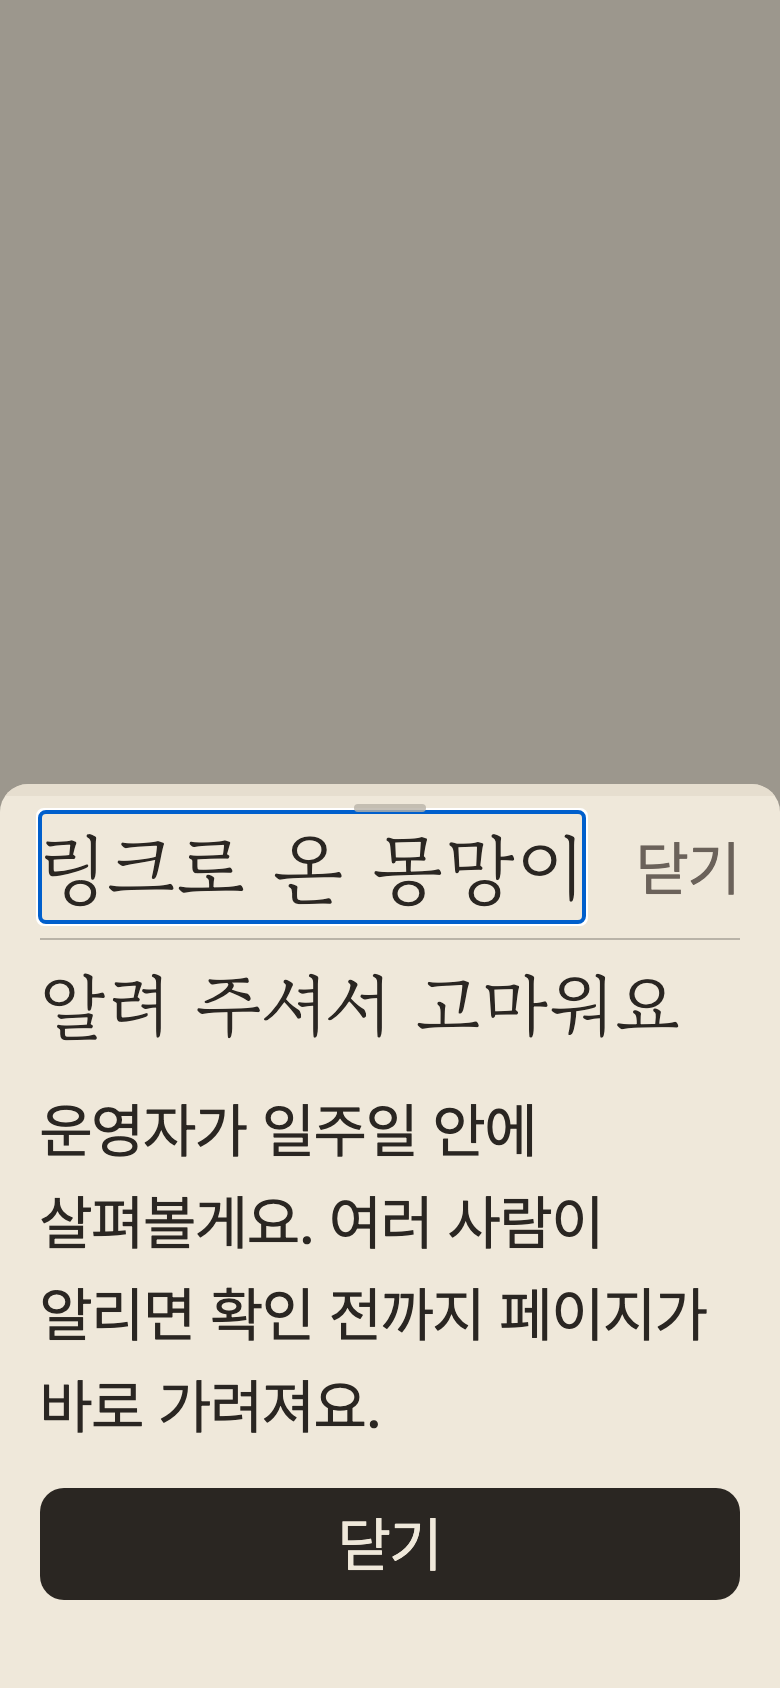 링크로 온 몽망이
닫기
알려 주셔서 고마워요
운영자가 일주일 안에
살펴볼게요. 여러 사람이
알리면 확인 전까지 페이지가
바로 가려져요.
닫기